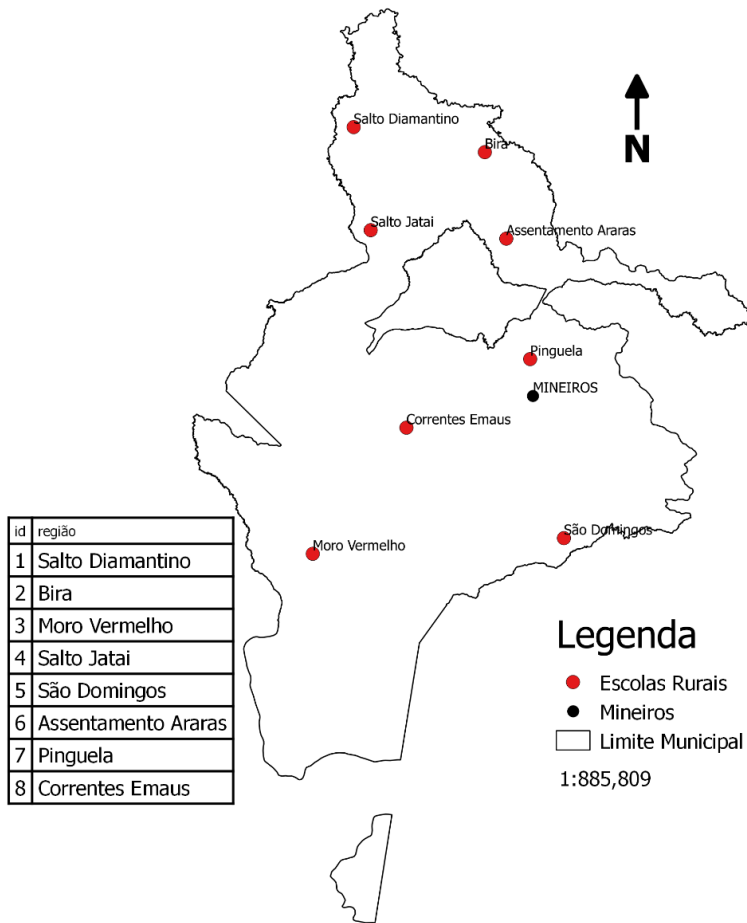 Salto Diamantino
Bira
N
Salto Jatai
Assentamento Araras
Pinguela
MINEIROS
Correntes Emaus
São Domingos
Moro Vermelho
id região
1 Salto Diamantino
2 Bira
3 Moro Vermelho
4 Salto Jatai
5 São Domingos
6 Assentamento Araras
7 Pinguela
8 Correntes Emaus
Legenda
Escolas Rurais
Mineiros
Limite Municipal
1:885,809